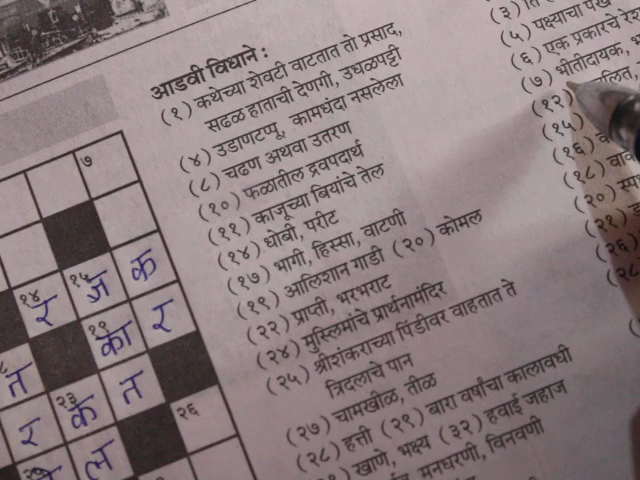 आडवी विधाने :
(१) कथेच्या शेवटी वाटतात तो प्रसाद,
सढळ हाताची देणगी, उधळपट्टी
(४) उडाणटप्पू, कामधंदा नसलेला
(८) चढण अथवा उतरण
(१०) फळातील द्रवपदार्थ
(११) काजूच्या बियांचे तेल
(१४) धोबी, परीट
(१७) भागी, हिस्सा, वाटणी
(१९) आलिशान गाडी (२०) कोमल
(२२) प्राप्ती, भरभराट
(२४) मुस्लिमांचे प्रार्थनामंदिर
(२५) श्रीशंकराच्या पिंडीवर वाहतात ते
त्रिदलाचे पान
(२७) चामखीळ, तीळ
(२८) हत्ती (२९) बारा वर्षांचा कालावधी
खाणे, भक्ष्य (३२) हवाई जहाज
मनधरणी, विनवणी
(३)
(५) पक्ष्याचा पंख
(६) एक प्रकारचे
(७) भीतीदायक,
(१२)
(१५)
(१६)
(१८)
(२०)
(२१)
(२६)
७
१४ र १५ ज क
१९ का र
त
र २३ क त
ल
२६